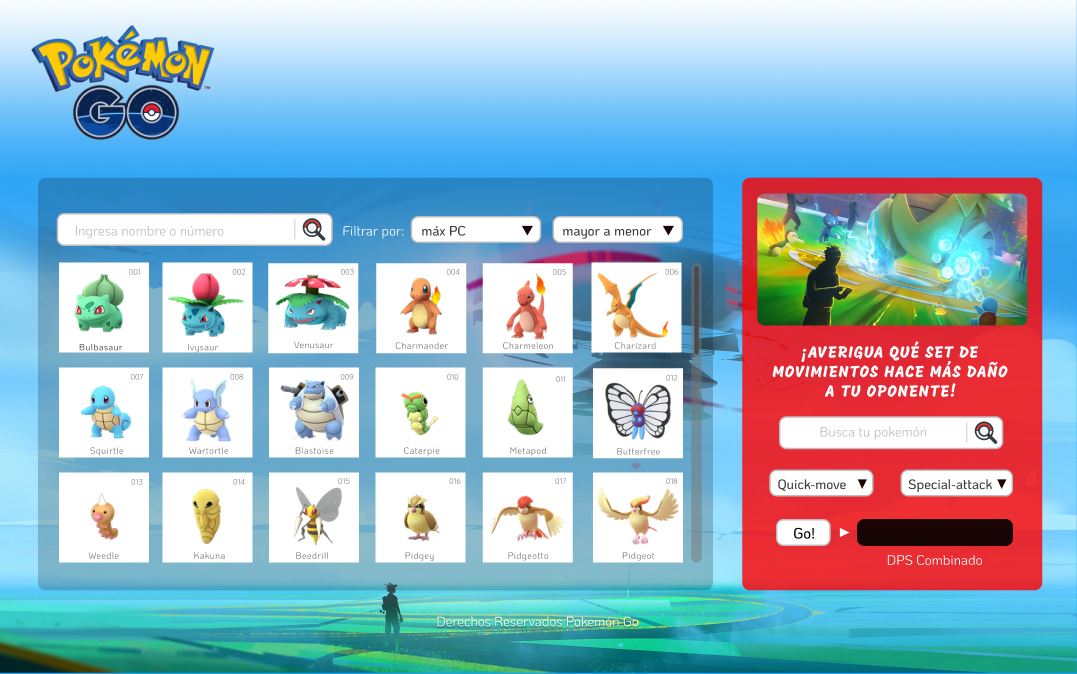 POKÉMON
GO
TM
Ingresa nombre o número
Filtrar por:
máx PC
mayor a menor
001
Bulbasaur
002
Ivysaur
003
Venusaur
004
Charmander
005
Charmeleon
006
Charizard
007
Squirtle
008
Wartortle
009
Blastoise
010
Caterpie
011
Metapod
012
Butterfree
013
Weedle
014
Kakuna
015
Beedrill
016
Pidgey
017
Pidgeotto
018
Pidgeot
¡AVERIGUA QUÉ SET DE
MOVIMIENTOS HACE MÁS DAÑO
A TU OPONENTE!
Busca tu pokemón
Quick-move
Special-attack
Go!
DPS Combinado
Derechos Reservados Pokemón Go